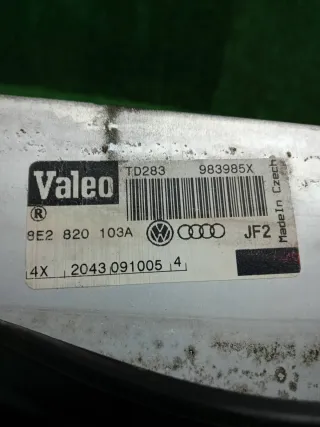 Valeo
®
TD283 983985X
8E2 820 103A JF2
4X 2043 091005 4
Made In Czech